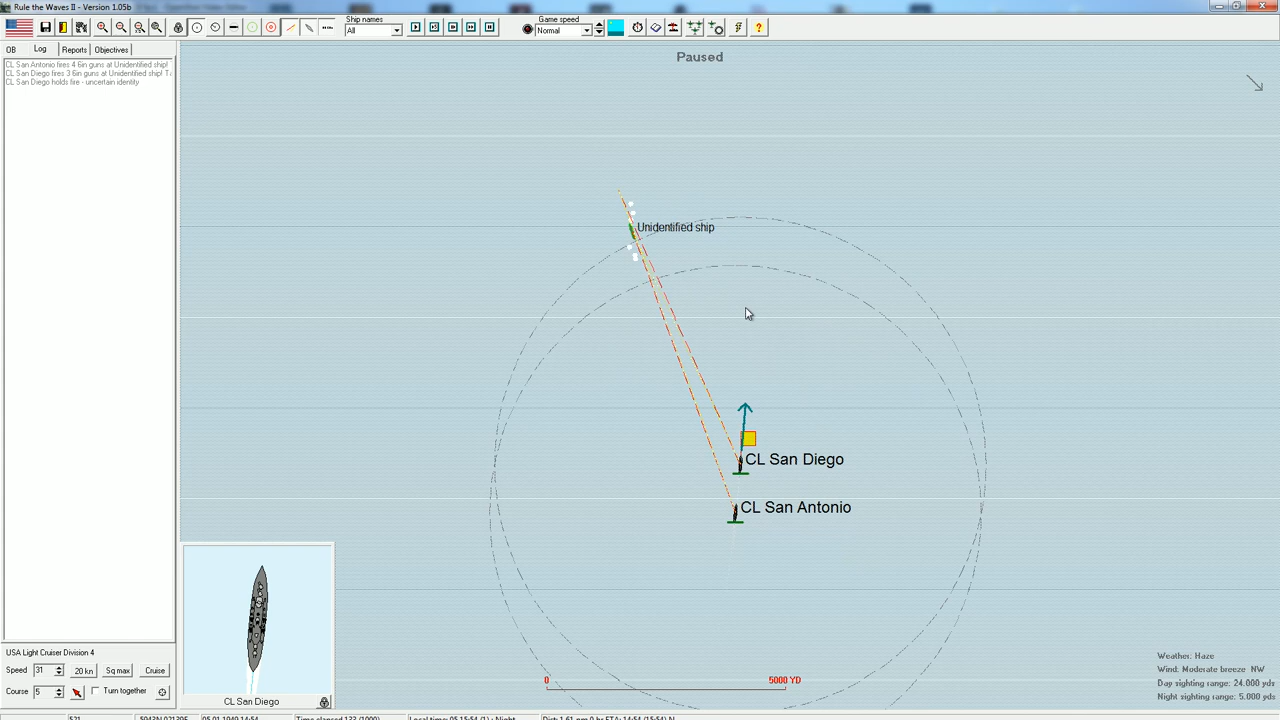 Rule the Waves II - Version 1.05b
Ship names
All
Game speed
Normal
OB Log Reports Objectives
CL San Antonio fires 4 6in guns at Unidentified ship!
CL San Diego fires 3 6in guns at Unidentified ship!
CL San Diego holds fire - uncertain identity
Paused
Unidentified ship
CL San Diego
CL San Antonio
0 5000 YD
USA Light Cruiser Division 4
Speed 31 20 kn Sq max Cruise
Course 5 Turn together
CL San Diego
Weather: Haze
Wind: Moderate breeze NW
Day sighting range: 24.000 yds
Night sighting range: 5.000 yds